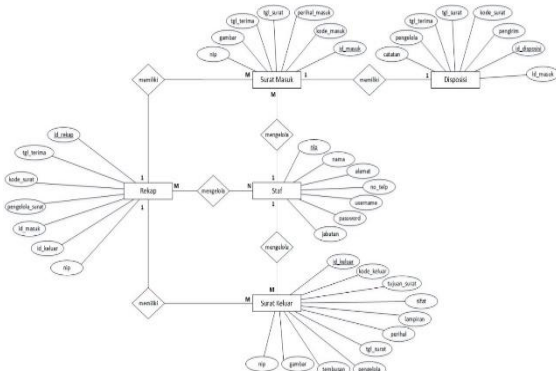 tgl_surat
perihal_masuk
tgl_terima
kode_masuk
gambar
id_masuk
nip
tgl_surat
kode_surat
tgl_terima
pengirim
pengelola
id_disposisi
catatan
id_masuk
memiliki
M
Surat Masuk
1
memiliki
1
Disposisi
M
mengelola
id_rekap
tgl_terima
kode_surat
pengelola_surat
id_masuk
id_keluar
nip
1
Rekap
1
M
mengelola
N
1
Staf
1
nip
nama
alamat
no_telp
username
password
jabatan
mengelola
M
memiliki
M
Surat Keluar
id_keluar
kode_keluar
tujuan_surat
sifat
lampiran
perihal
tgl_surat
pengelola
tembusan
gambar
nip